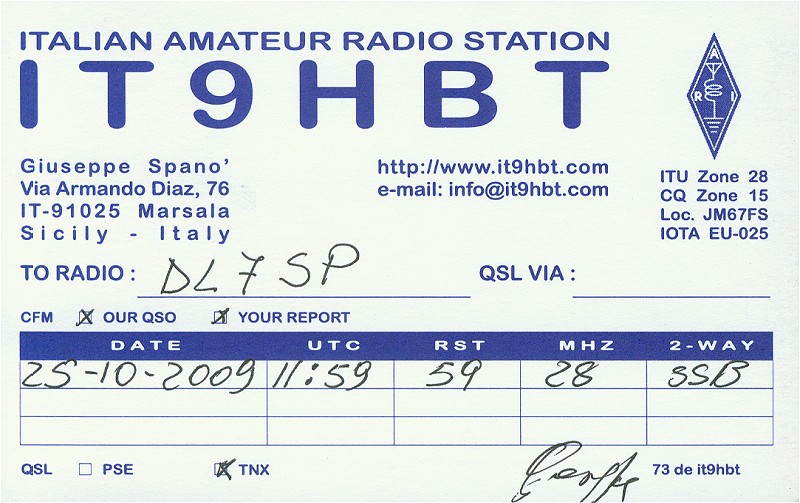 ITALIAN AMATEUR RADIO STATION
IT9HBT
A
R I
Giuseppe Spano'
Via Armando Diaz, 76
IT-91025 Marsala
Sicily - Italy
http://www.it9hbt.com
e-mail: info@it9hbt.com
ITU Zone 28
CQ Zone 15
Loc. JM67FS
IOTA EU-025
TO RADIO : DL7SP QSL VIA :
CFM OUR QSO YOUR REPORT
DATE UTC RST MHZ 2-WAY
25-10-2009 11:59 59 28 SSB
QSL PSE TNX 73 de it9hbt